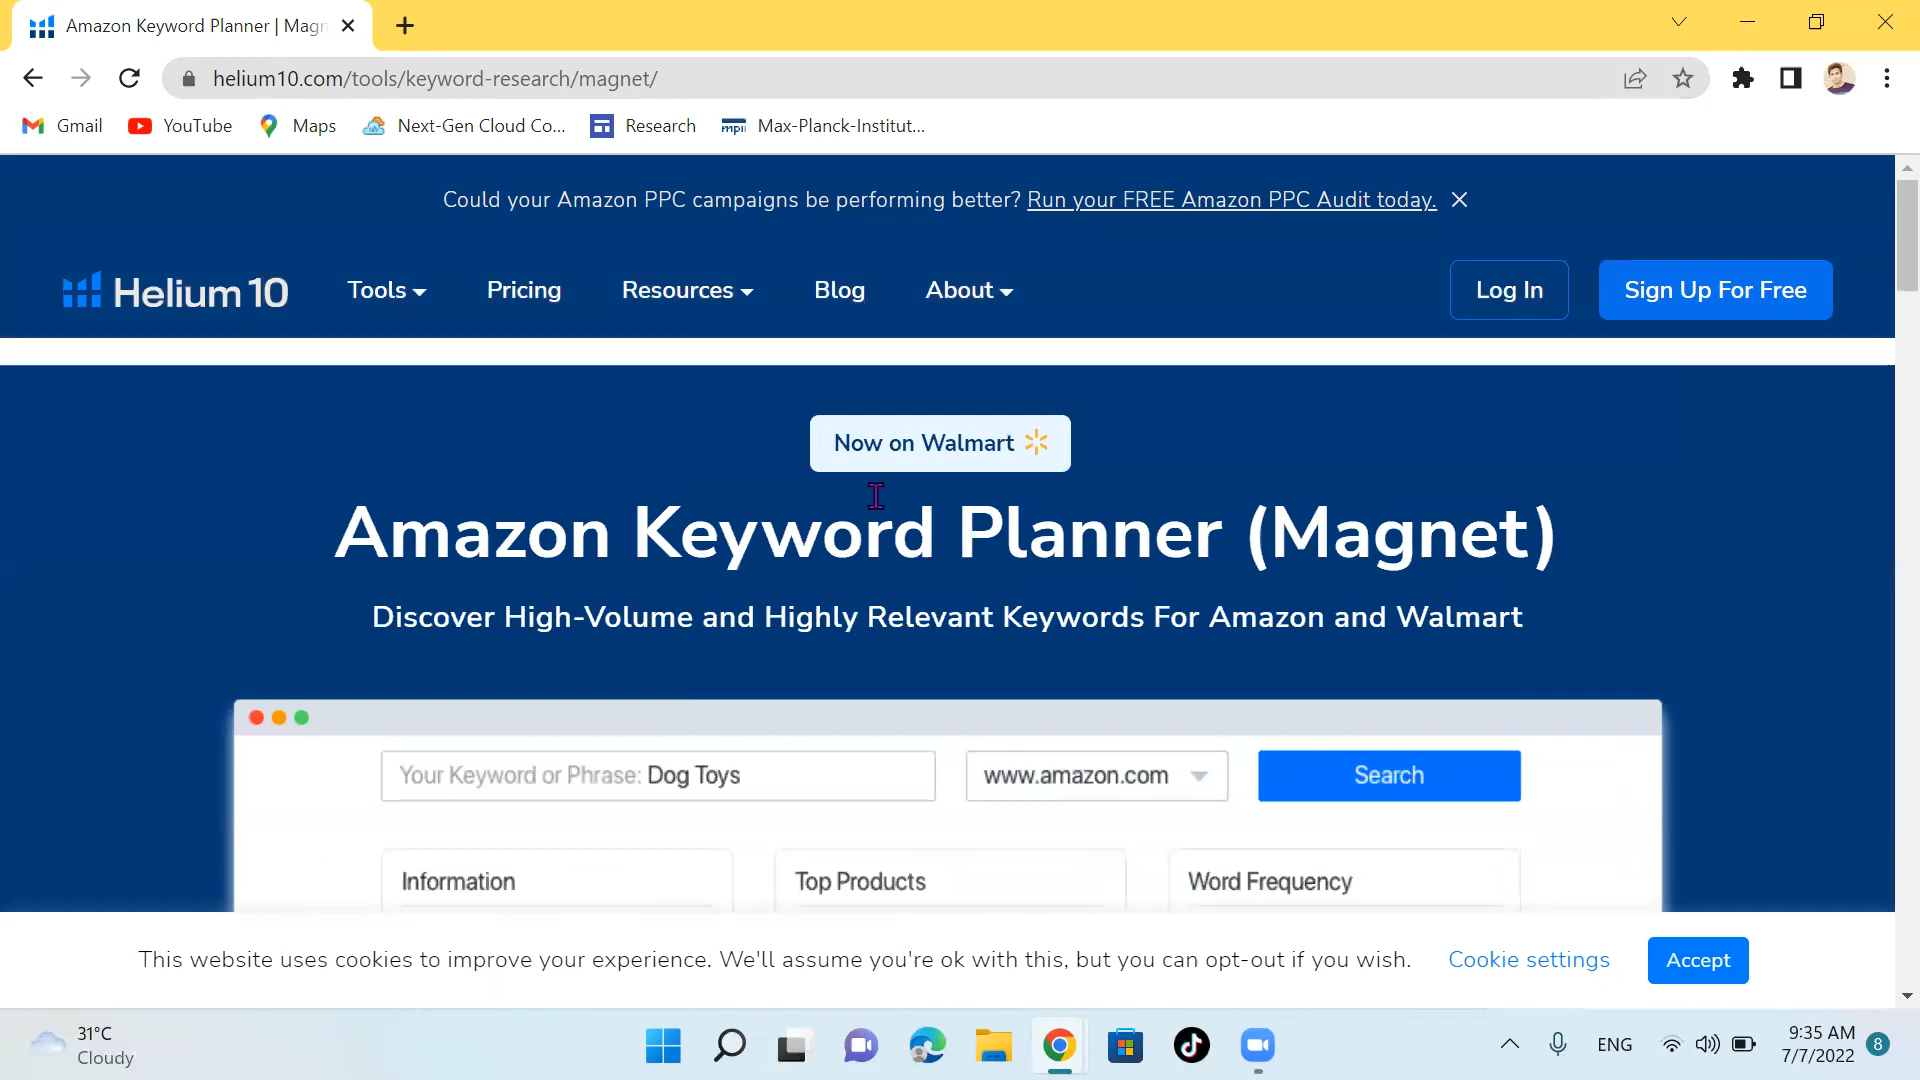 Amazon Keyword Planner | Magn
helium10.com/tools/keyword-research/magnet/
Gmail
YouTube
Maps
Next-Gen Cloud Co...
Research
mpii
Max-Planck-Institut...
Could your Amazon PPC campaigns be performing better? Run your FREE Amazon PPC Audit today.
Helium 10
Tools
Pricing
Resources
Blog
About
Log In
Sign Up For Free
Now on Walmart
Amazon Keyword Planner (Magnet)
Discover High-Volume and Highly Relevant Keywords For Amazon and Walmart
Your Keyword or Phrase: Dog Toys
www.amazon.com
Search
Information
Top Products
Word Frequency
This website uses cookies to improve your experience. We'll assume you're ok with this, but you can opt-out if you wish.
Cookie settings
Accept
31°C
Cloudy
ENG
9:35 AM
7/7/2022
8